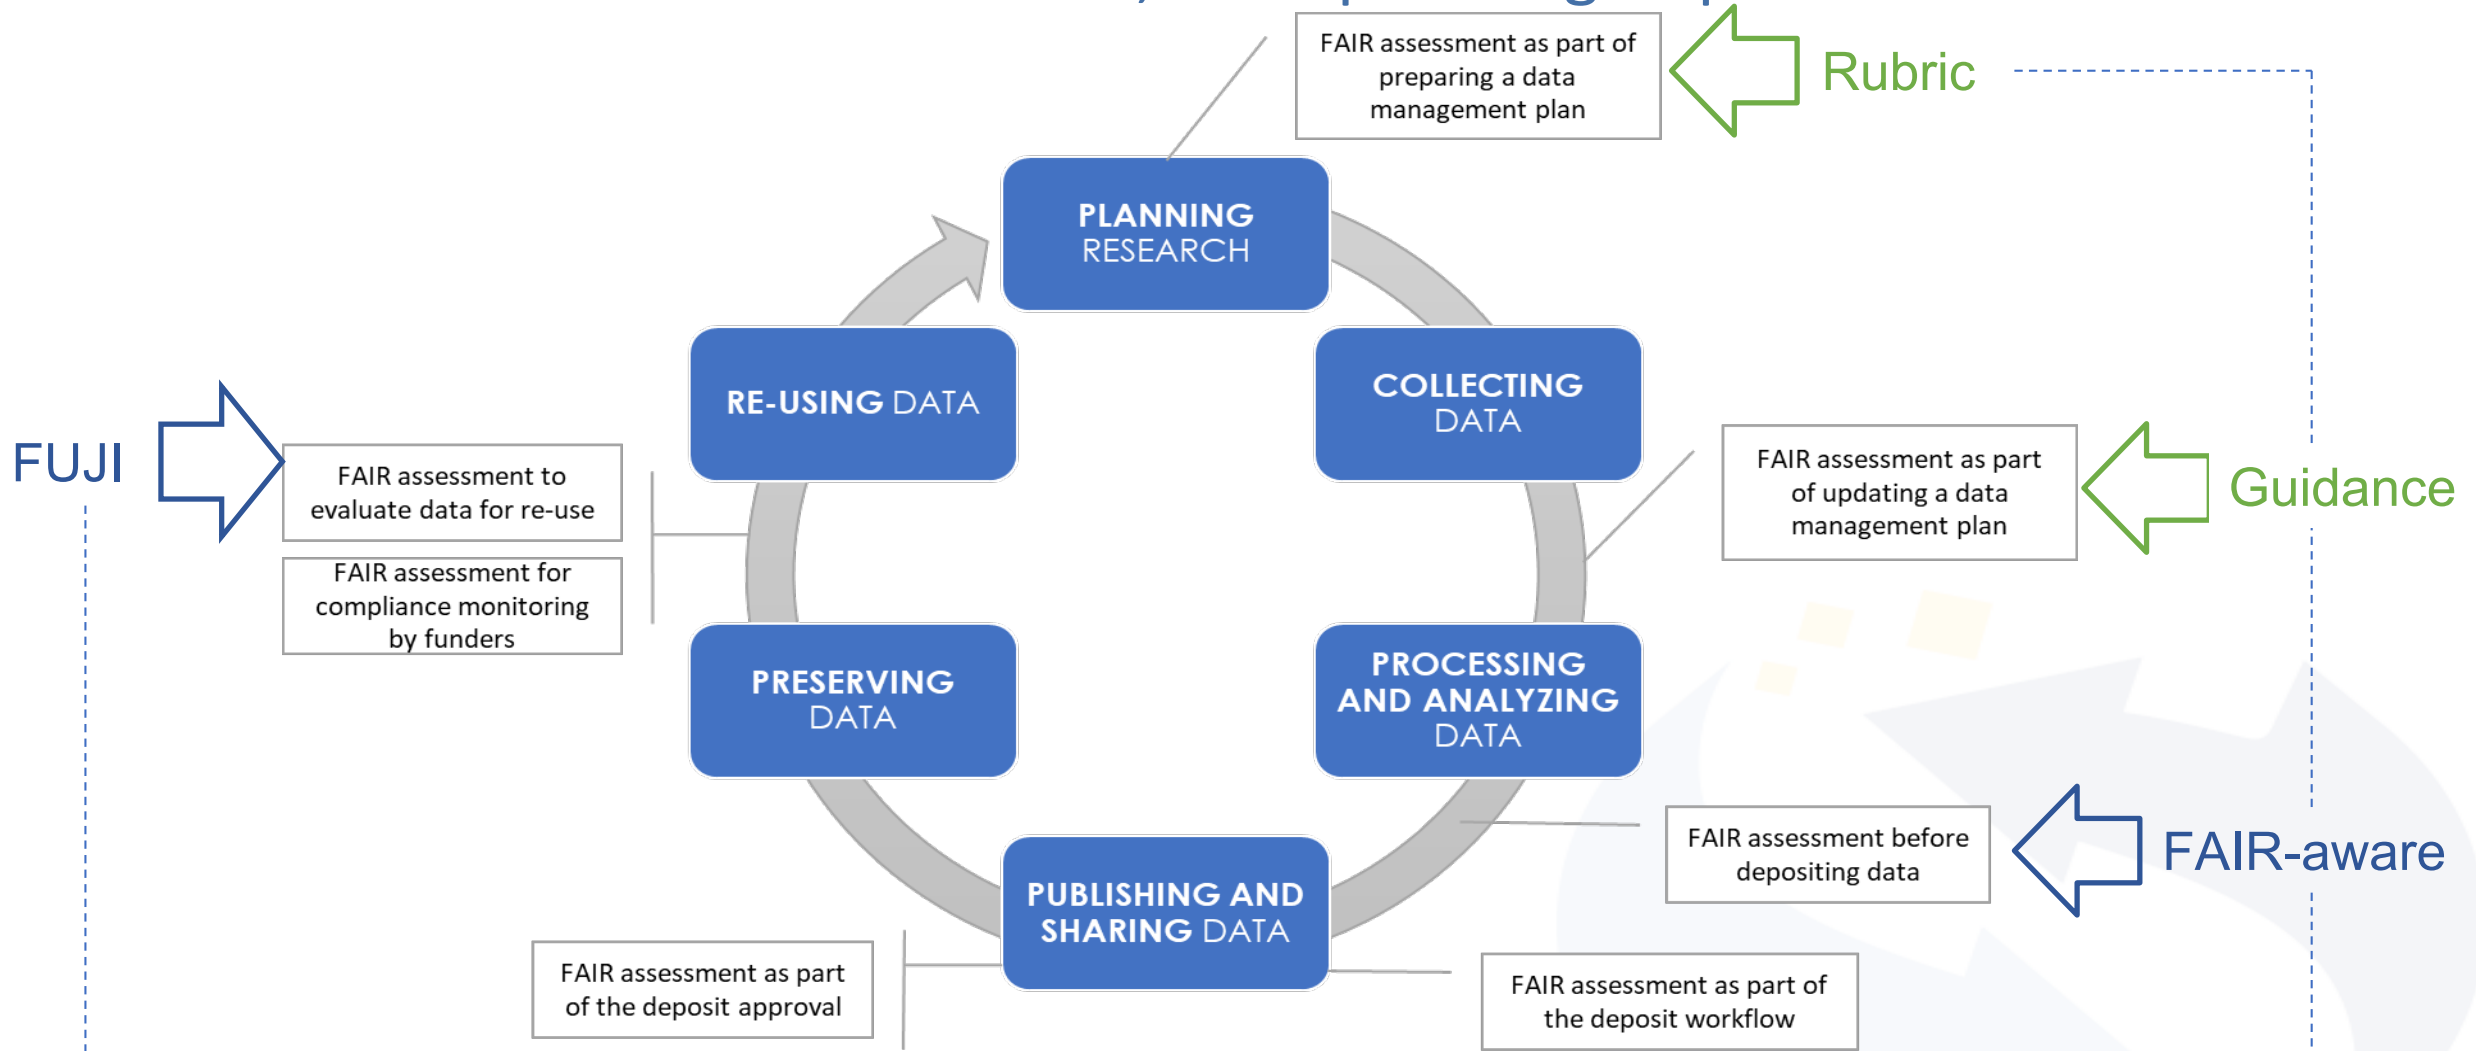 FAIR assessment as part of
preparing a data
management plan
Rubric
PLANNING
RESEARCH
RE-USING DATA
COLLECTING
DATA
FUJI
FAIR assessment to
evaluate data for re-use
FAIR assessment as part
of updating a data
management plan
Guidance
FAIR assessment for
compliance monitoring
by funders
PRESERVING
DATA
PROCESSING
AND ANALYZING
DATA
FAIR assessment before
depositing data
FAIR-aware
PUBLISHING AND
SHARING DATA
FAIR assessment as part
of the deposit approval
FAIR assessment as part of
the deposit workflow